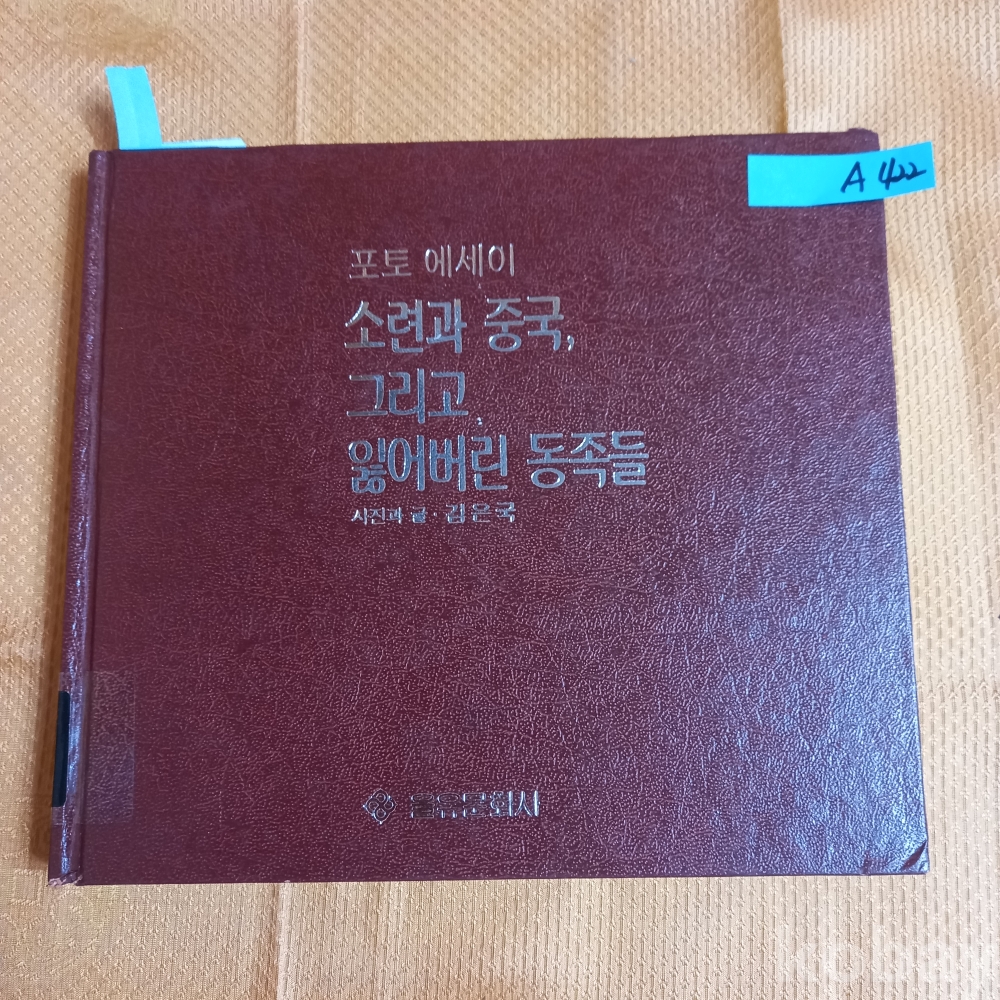 A 422
포토 에세이
소련과 중국,
그리고
잃어버린 동족들
사진과 글 · 김은국
을유문화사